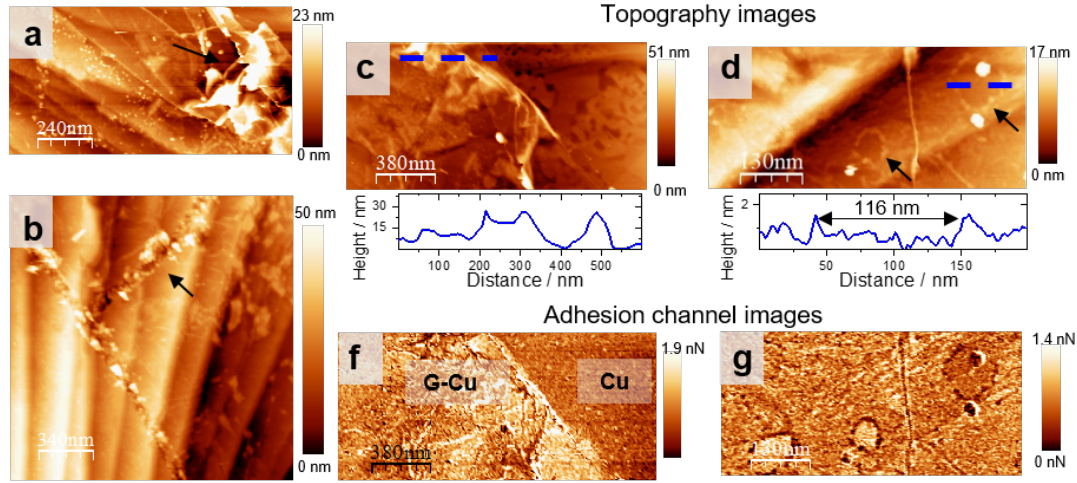 Topography images
a
23 nm
240nm
0 nm
b
50 nm
340nm
0 nm
c
51 nm
380nm
0 nm
Height / nm
30
15
100 200 300 400 500
Distance / nm
d
17 nm
130nm
0 nm
Height / nm
2
116 nm
50 100 150
Distance / nm
Adhesion channel images
f
G-Cu
Cu
1.9 nN
380nm
g
1.4 nN
130nm
0 nN